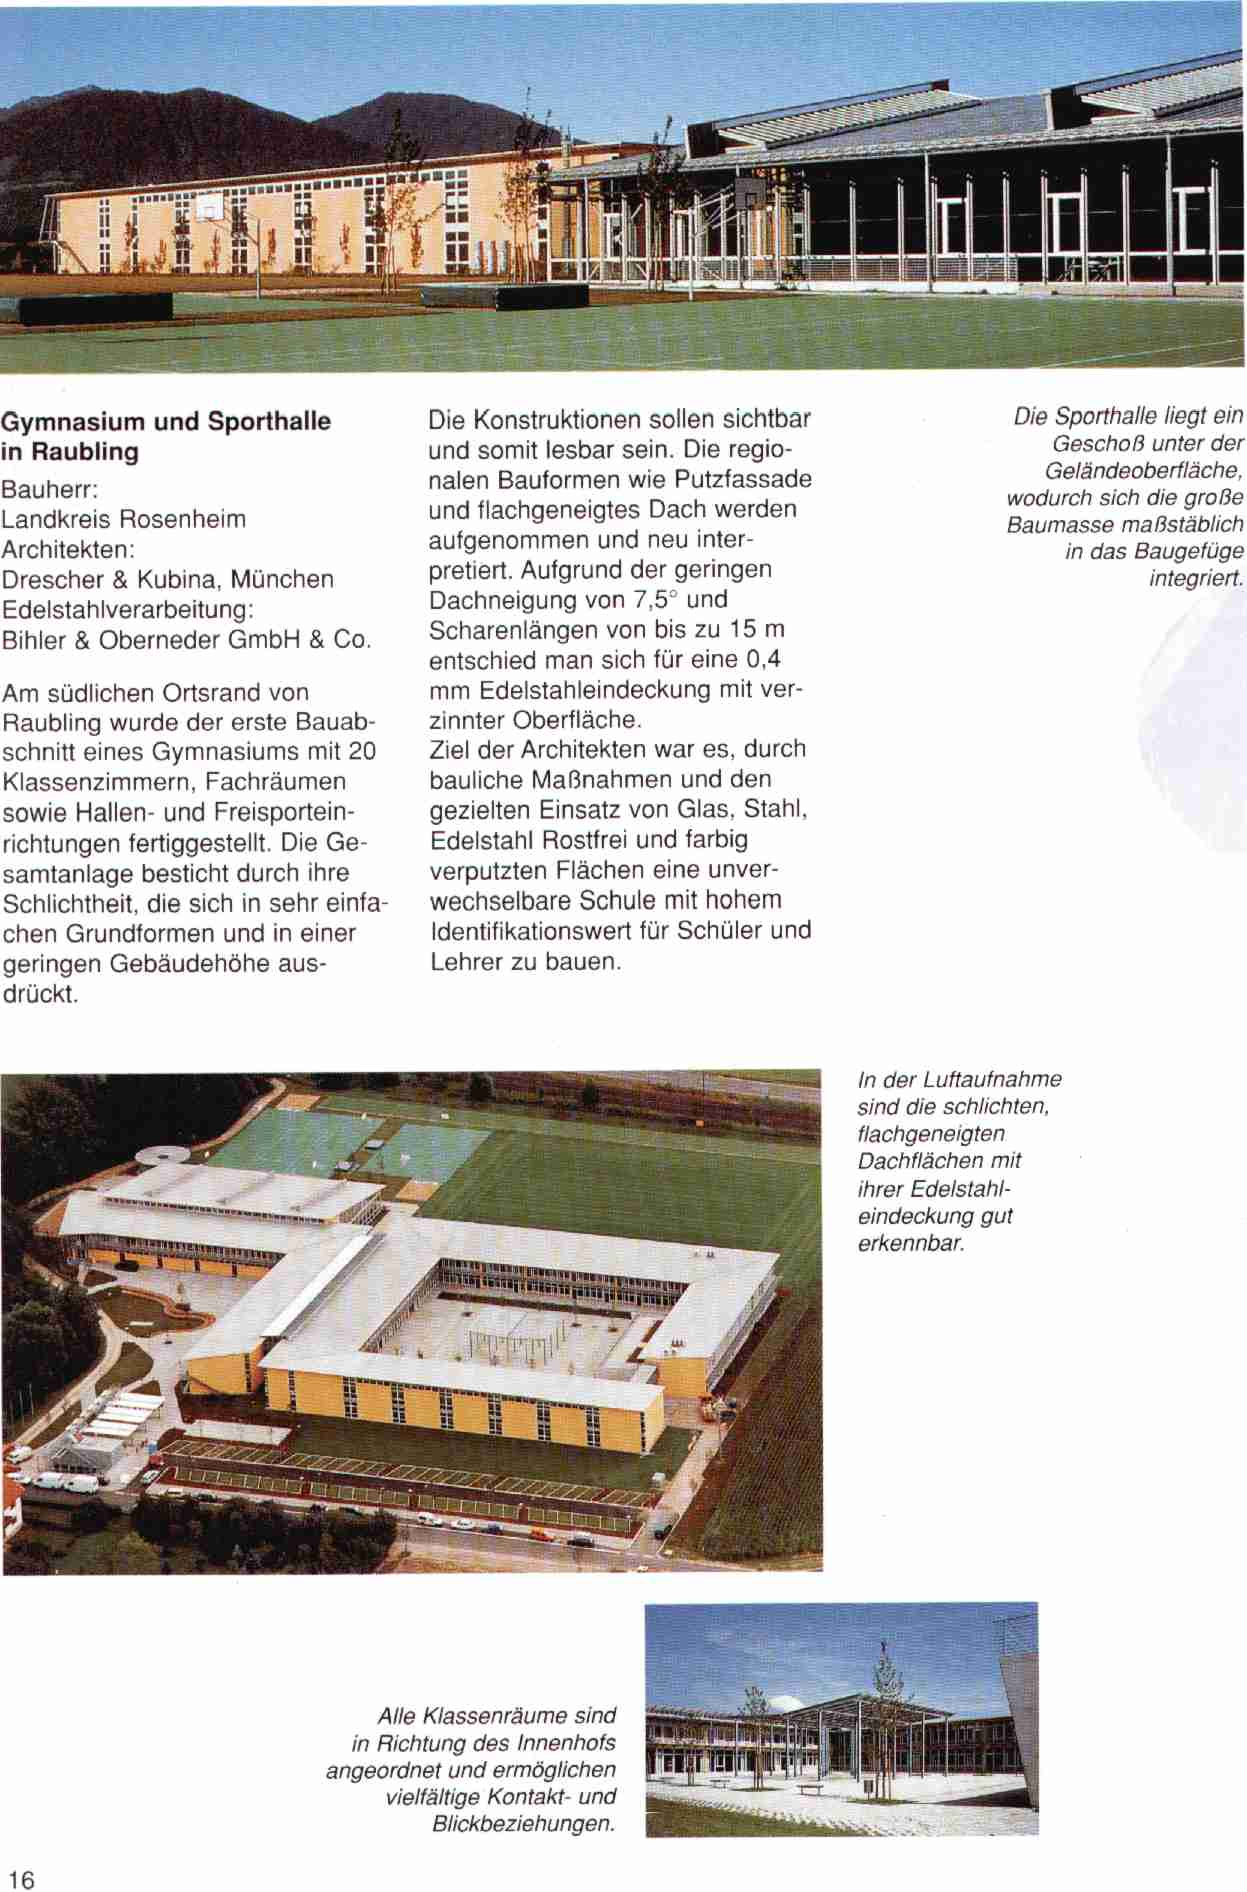 Gymnasium und Sporthalle
in Raubling
Bauherr:
Landkreis Rosenheim
Architekten:
Drescher & Kubina, München
Edelstahlverarbeitung:
Bihler & Oberneder GmbH & Co.
Am südlichen Ortsrand von
Raubling wurde der erste Bauab-
schnitt eines Gymnasiums mit 20
Klassenzimmern, Fachräumen
sowie Hallen- und Freisportein-
richtungen fertiggestellt. Die Ge-
samtanlage besticht durch ihre
Schlichtheit, die sich in sehr einfa-
chen Grundformen und in einer
geringen Gebäudehöhe aus-
drückt.
Die Konstruktionen sollen sichtbar
und somit lesbar sein. Die regio-
nalen Bauformen wie Putzfassade
und flachgeneigtes Dach werden
aufgenommen und neu inter-
pretiert. Aufgrund der geringen
Dachneigung von 7,5° und
Scharenlängen von bis zu 15 m
entschied man sich für eine 0,4
mm Edelstahleindeckung mit ver-
zinnter Oberfläche.
Ziel der Architekten war es, durch
bauliche Maßnahmen und den
gezielten Einsatz von Glas, Stahl,
Edelstahl Rostfrei und farbig
verputzten Flächen eine unver-
wechselbare Schule mit hohem
Identifikationswert für Schüler und
Lehrer zu bauen.
Die Sporthalle liegt ein
Geschoß unter der
Geländeoberfläche,
wodurch sich die große
Baumasse maßstäblich
in das Baugefüge
integriert.
In der Luftaufnahme
sind die schlichten,
flachgeneigten
Dachflächen mit
ihrer Edelstahl-
eindeckung gut
erkennbar.
Alle Klassenräume sind
in Richtung des Innenhofs
angeordnet und ermöglichen
vielfältige Kontakt- und
Blickbeziehungen.
16